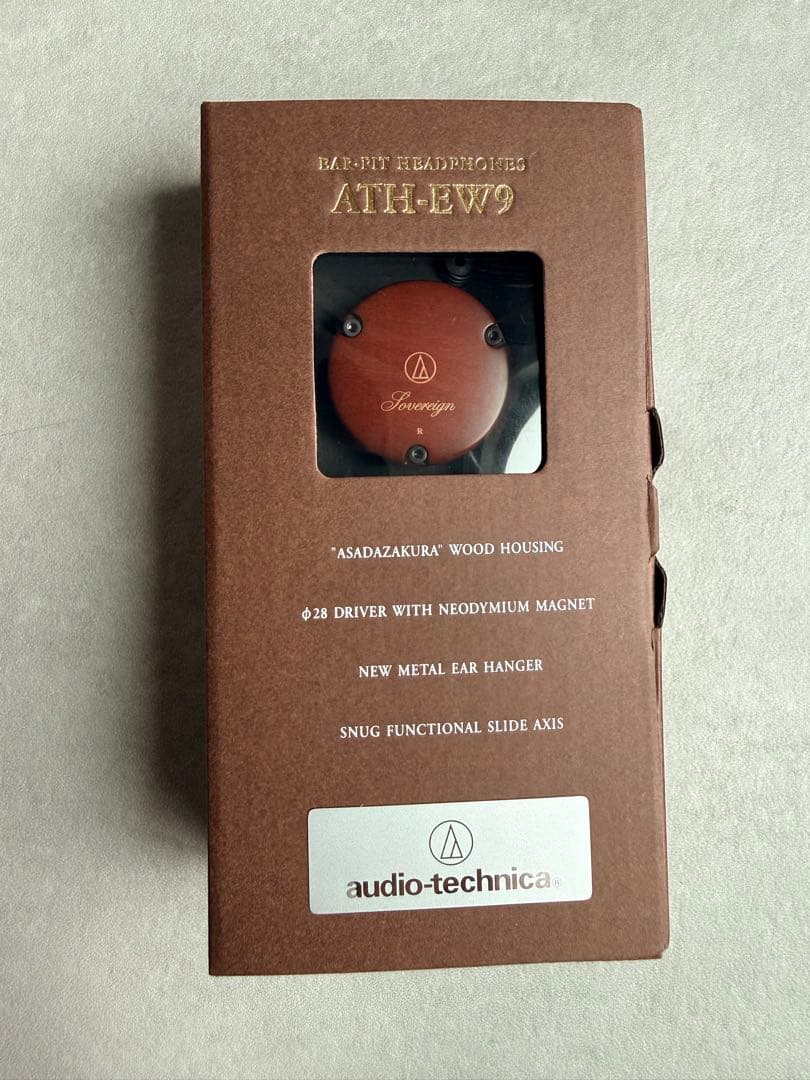 EAR•FIT HEADPHONES
ATH-EW9
Sovereign
R
"ASADAZAKURA" WOOD HOUSING
ϕ28 DRIVER WITH NEODYMIUM MAGNET
NEW METAL EAR HANGER
SNUG FUNCTIONAL SLIDE AXIS
audio-technica®